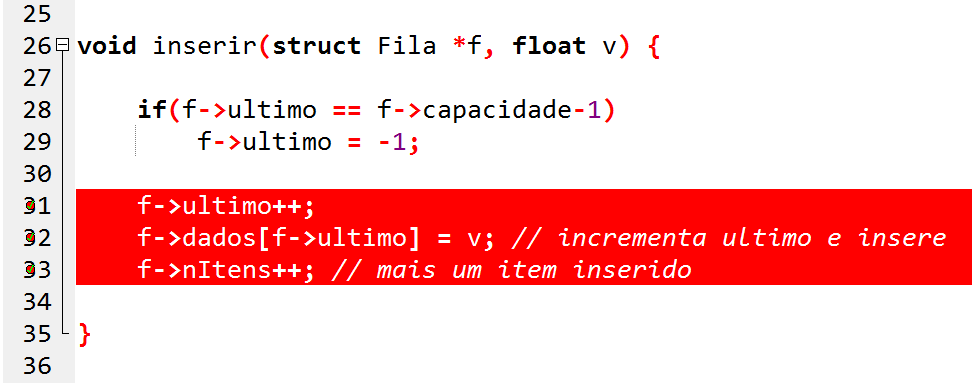 25
26 void inserir(struct Fila *f, float v) {
27
28 if(f->ultimo == f->capacidade-1)
29 f->ultimo = -1;
30
31 f->ultimo++;
32 f->dados[f->ultimo] = v; // incrementa ultimo e insere
33 f->nItens++; // mais um item inserido
34
35 }
36